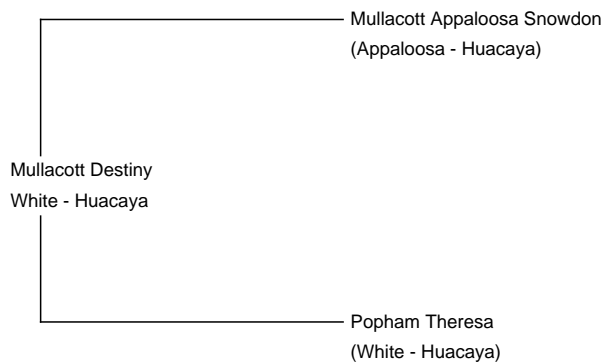 Mullacott Appaloosa Snowdon
(Appaloosa - Huacaya)
Mullacott Destiny
White - Huacaya
Popham Theresa
(White - Huacaya)